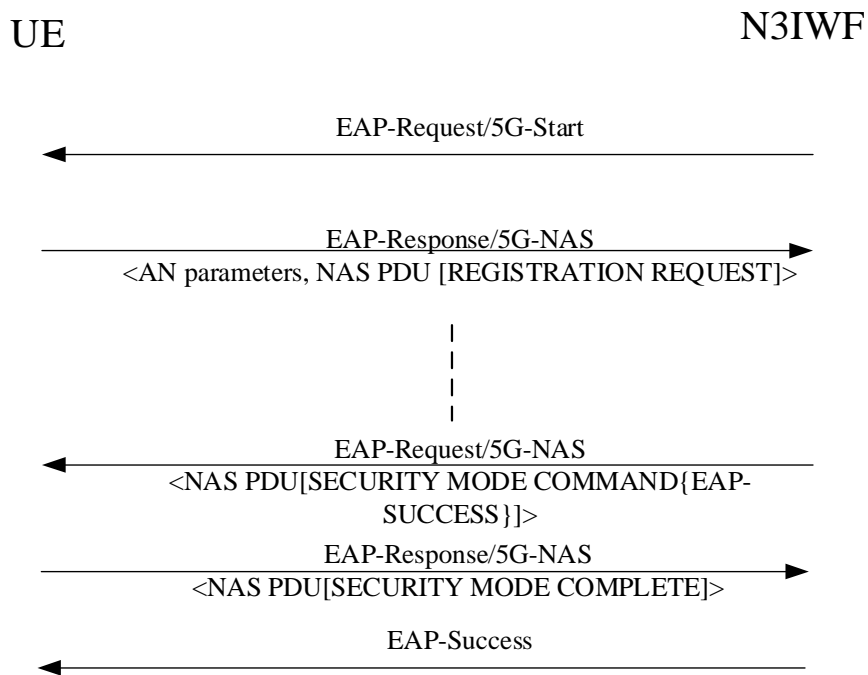 UE
N3IWF
EAP-Request/5G-Start
EAP-Response/5G-NAS
<AN parameters, NAS PDU [REGISTRATION REQUEST]>
EAP-Request/5G-NAS
<NAS PDU[SECURITY MODE COMMAND{EAP-
SUCCESS}]>
EAP-Response/5G-NAS
<NAS PDU[SECURITY MODE COMPLETE]>
EAP-Success